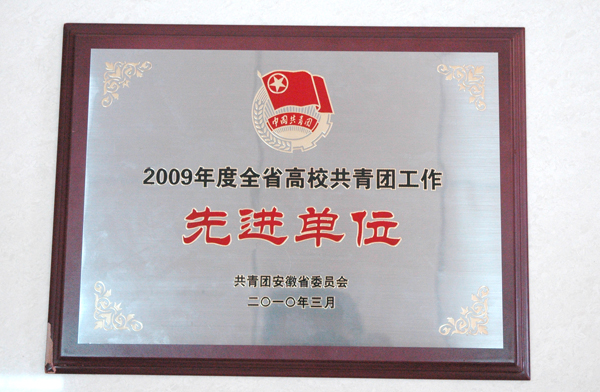 中国共青团
2009年度全省高校共青团工作
先进单位
共青团安徽省委员会
二〇一〇年三月